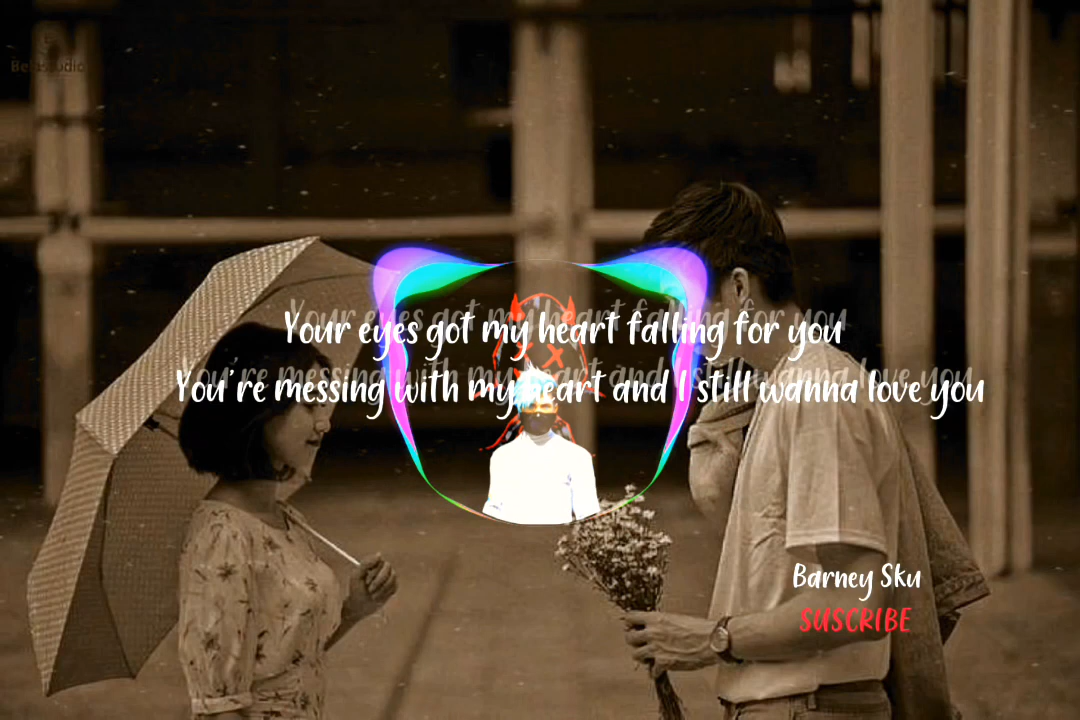 Your eyes got my heart falling for you
You're messing with my heart and I still wanna love you
Barney Sku
SUSCRIBE